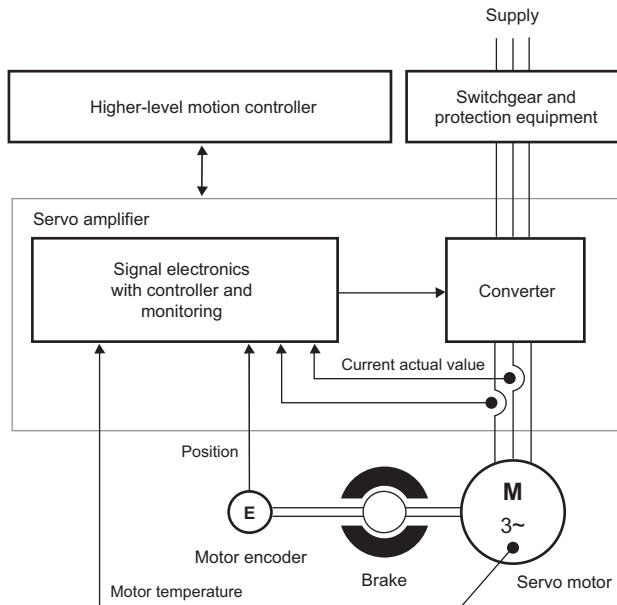 Supply
Higher-level motion controller
Switchgear and
protection equipment
Servo amplifier
Signal electronics
with controller and
monitoring
Converter
Current actual value
Position
E
M
3~
Motor encoder
Brake
Servo motor
Motor temperature